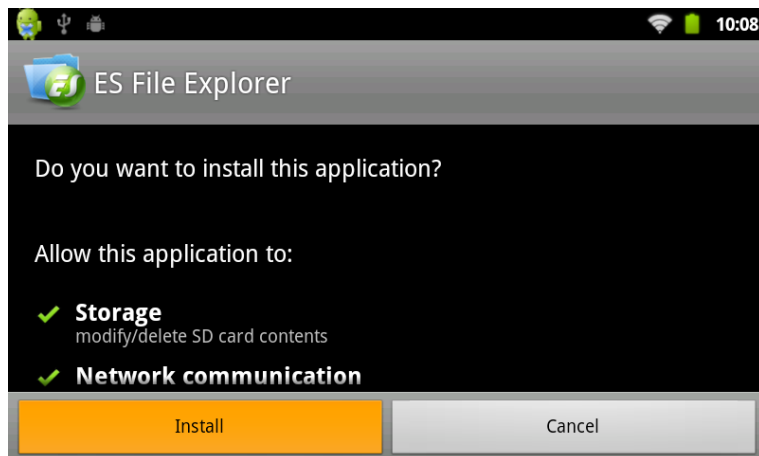 10:08
ES File Explorer
Do you want to install this application?
Allow this application to:
Storage
modify/delete SD card contents
Network communication
Install
Cancel